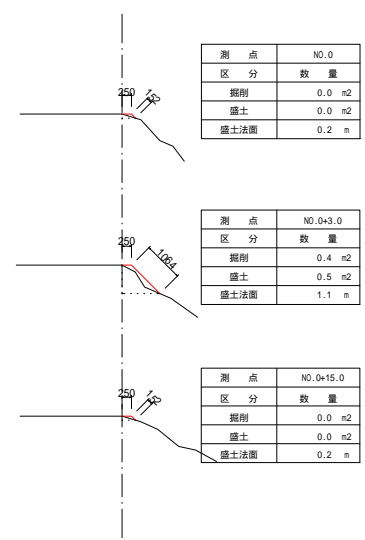 測 点 NO.0
区 分 数 量
掘削 0.0 m2
盛土 0.0 m2
盛土法面 0.2 m
250 152
測 点 NO.0+3.0
区 分 数 量
掘削 0.4 m2
盛土 0.5 m2
盛土法面 1.1 m
250 1064
測 点 NO.0+15.0
区 分 数 量
掘削 0.0 m2
盛土 0.0 m2
盛土法面 0.2 m
250 152